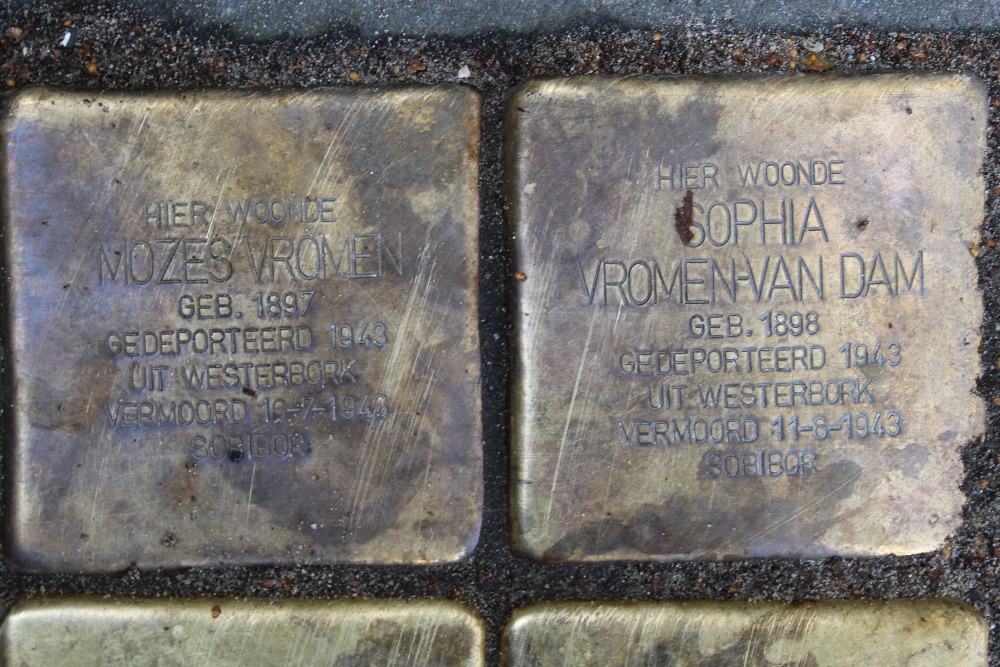 HIER WOONDE
MOZES VROMEN
GEB. 1897
GEDEPORTEERD 1943
UIT WESTERBORK
VERMOORD 16-7-1943
SOBIBOR
HIER WOONDE
SOPHIA
VROMEN-VAN DAM
GEB. 1898
GEDEPORTEERD 1943
UIT WESTERBORK
VERMOORD 11-6-1943
SOBIBOR